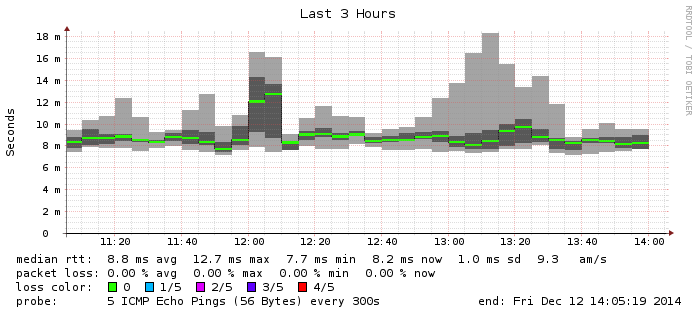 Last 3 Hours
RRDTOOL / TOBI OETIKER
Seconds
18 m
16 m
14 m
12 m
10 m
8 m
6 m
4 m
2 m
0
11:20 11:40 12:00 12:20 12:40 13:00 13:20 13:40 14:00
median rtt: 8.8 ms avg 12.7 ms max 7.7 ms min 8.2 ms now 1.0 ms sd 9.3 am/s
packet loss: 0.00 % avg 0.00 % max 0.00 % min 0.00 % now
loss color: 0 1/5 2/5 3/5 4/5
probe: 5 ICMP Echo Pings (56 Bytes) every 300s end: Fri Dec 12 14:05:19 2014